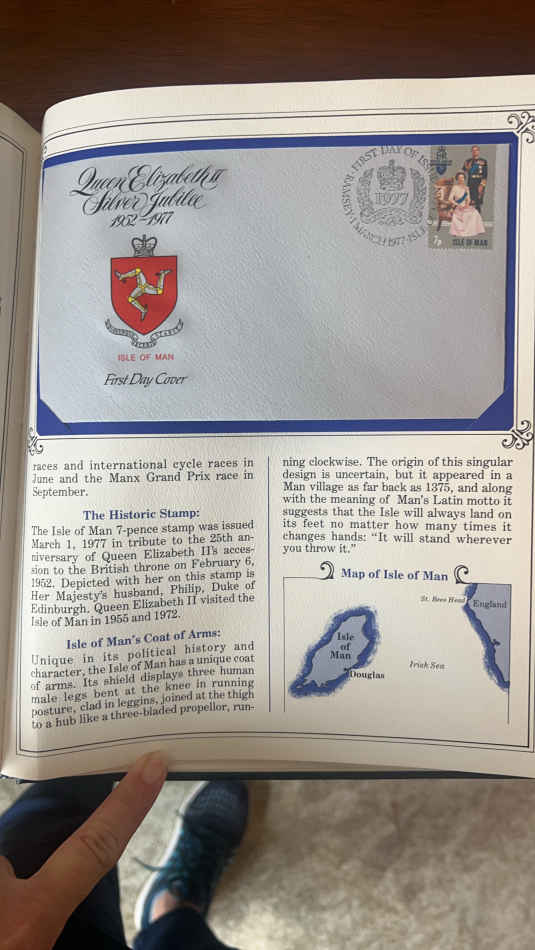 Queen Elizabeth II
Silver Jubilee
1952-1977
FIRST DAY OF
RAMSEY
MARCH 1977
1977
7p
ISLE OF MAN
ISLE OF MAN
First Day Cover
races and international cycle races in
June and the Manx Grand Prix race in
September.
The Historic Stamp:
The Isle of Man 7-pence stamp was issued
March 1, 1977 in tribute to the 25th an-
niversary of Queen Elizabeth II's acces-
sion to the British throne on February 6,
1952. Depicted with her on this stamp is
Her Majesty's husband, Philip, Duke of
Edinburgh. Queen Elizabeth II visited the
Isle of Man in 1955 and 1972.
Isle of Man's Coat of Arms:
Unique in its political history and
character, the Isle of Man has a unique coat
of arms. Its shield displays three human
male legs bent at the knee in running
posture, clad in leggins, joined at the thigh
to a hub like a three-bladed propellor, run-
ning clockwise. The origin of this singular
design is uncertain, but it appeared in a
Man village as far back as 1375, and along
with the meaning of Man's Latin motto it
suggests that the Isle will always land on
its feet no matter how many times it
changes hands: "It will stand wherever
you throw it."
Map of Isle of Man
St. Bees Head
England
Isle
of
Man
Irish Sea
Douglas